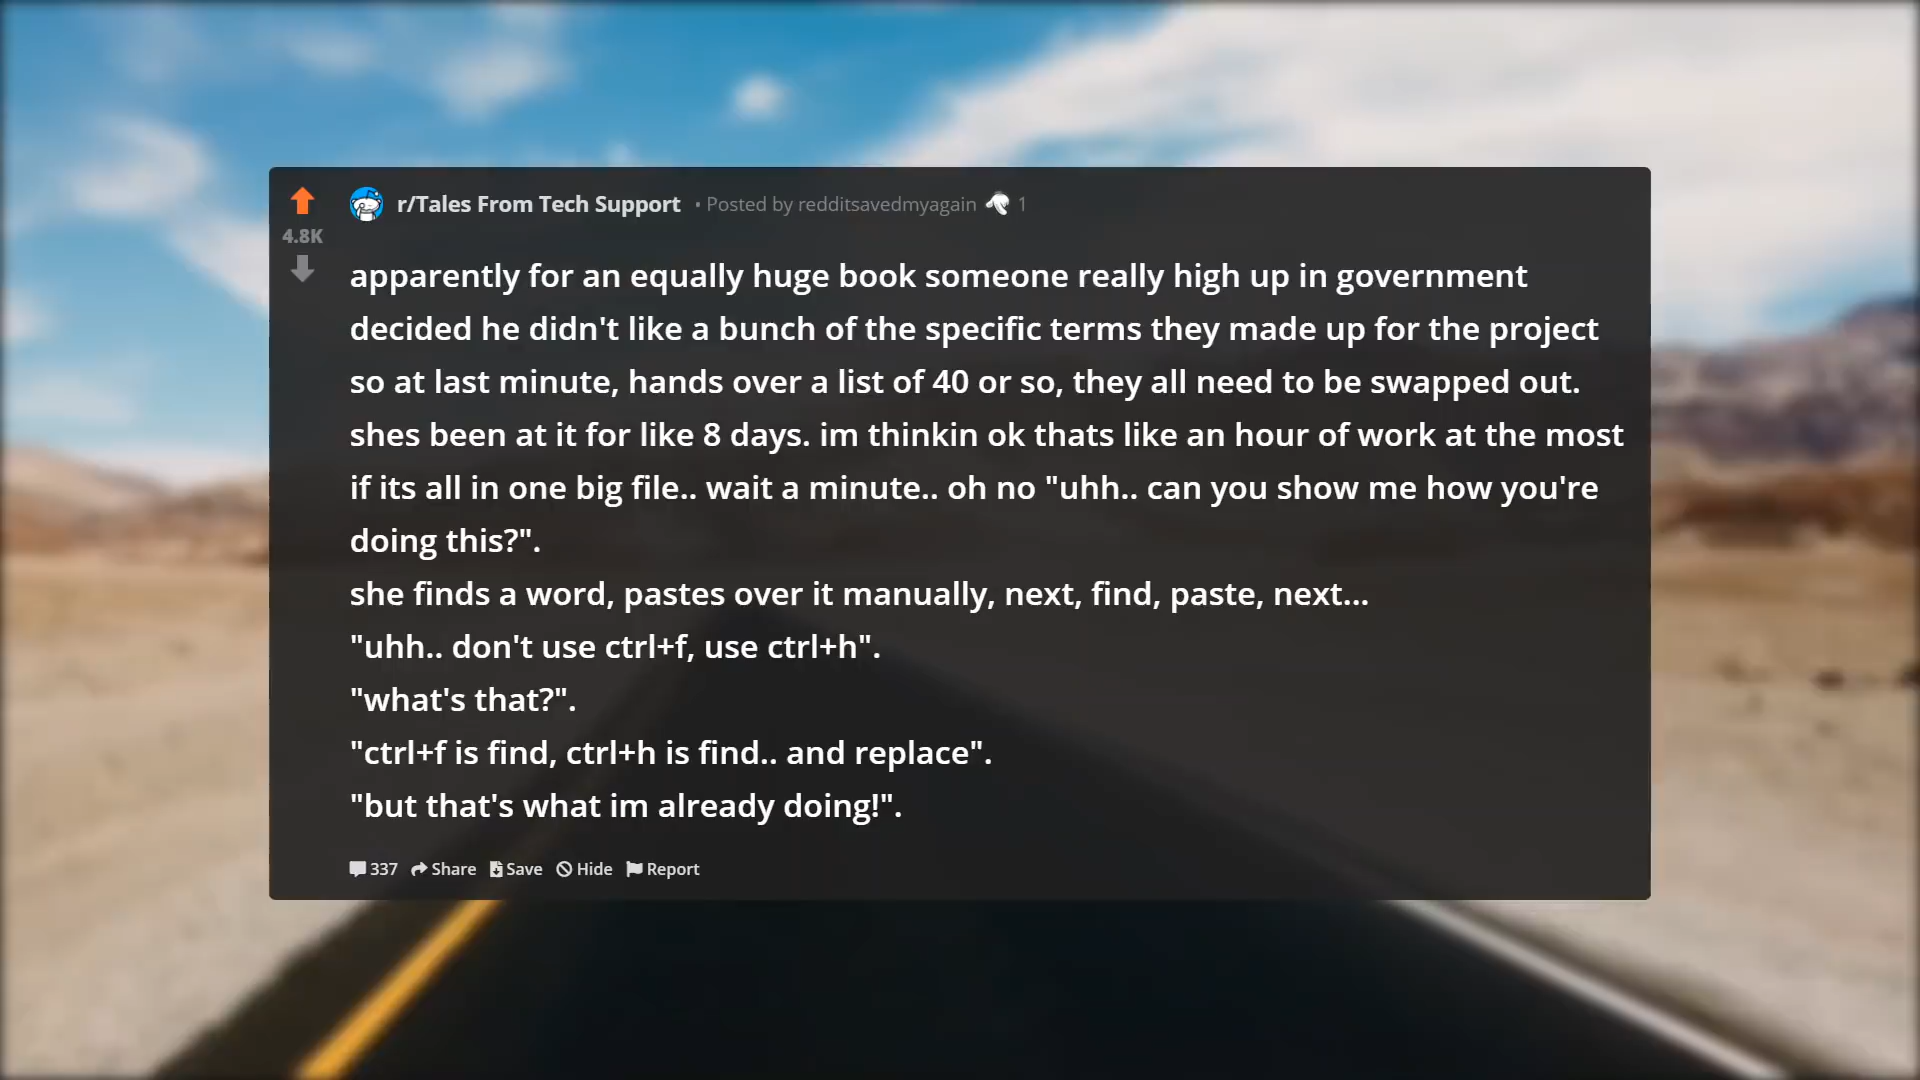 r/Tales From Tech Support • Posted by redditsavedmyagain 1
4.8K
apparently for an equally huge book someone really high up in government
decided he didn't like a bunch of the specific terms they made up for the project
so at last minute, hands over a list of 40 or so, they all need to be swapped out.
shes been at it for like 8 days. im thinkin ok thats like an hour of work at the most
if its all in one big file.. wait a minute.. oh no "uhh.. can you show me how you're
doing this?".
she finds a word, pastes over it manually, next, find, paste, next...
"uhh.. don't use ctrl+f, use ctrl+h".
"what's that?".
"ctrl+f is find, ctrl+h is find.. and replace".
"but that's what im already doing!".
337 Share Save Hide Report